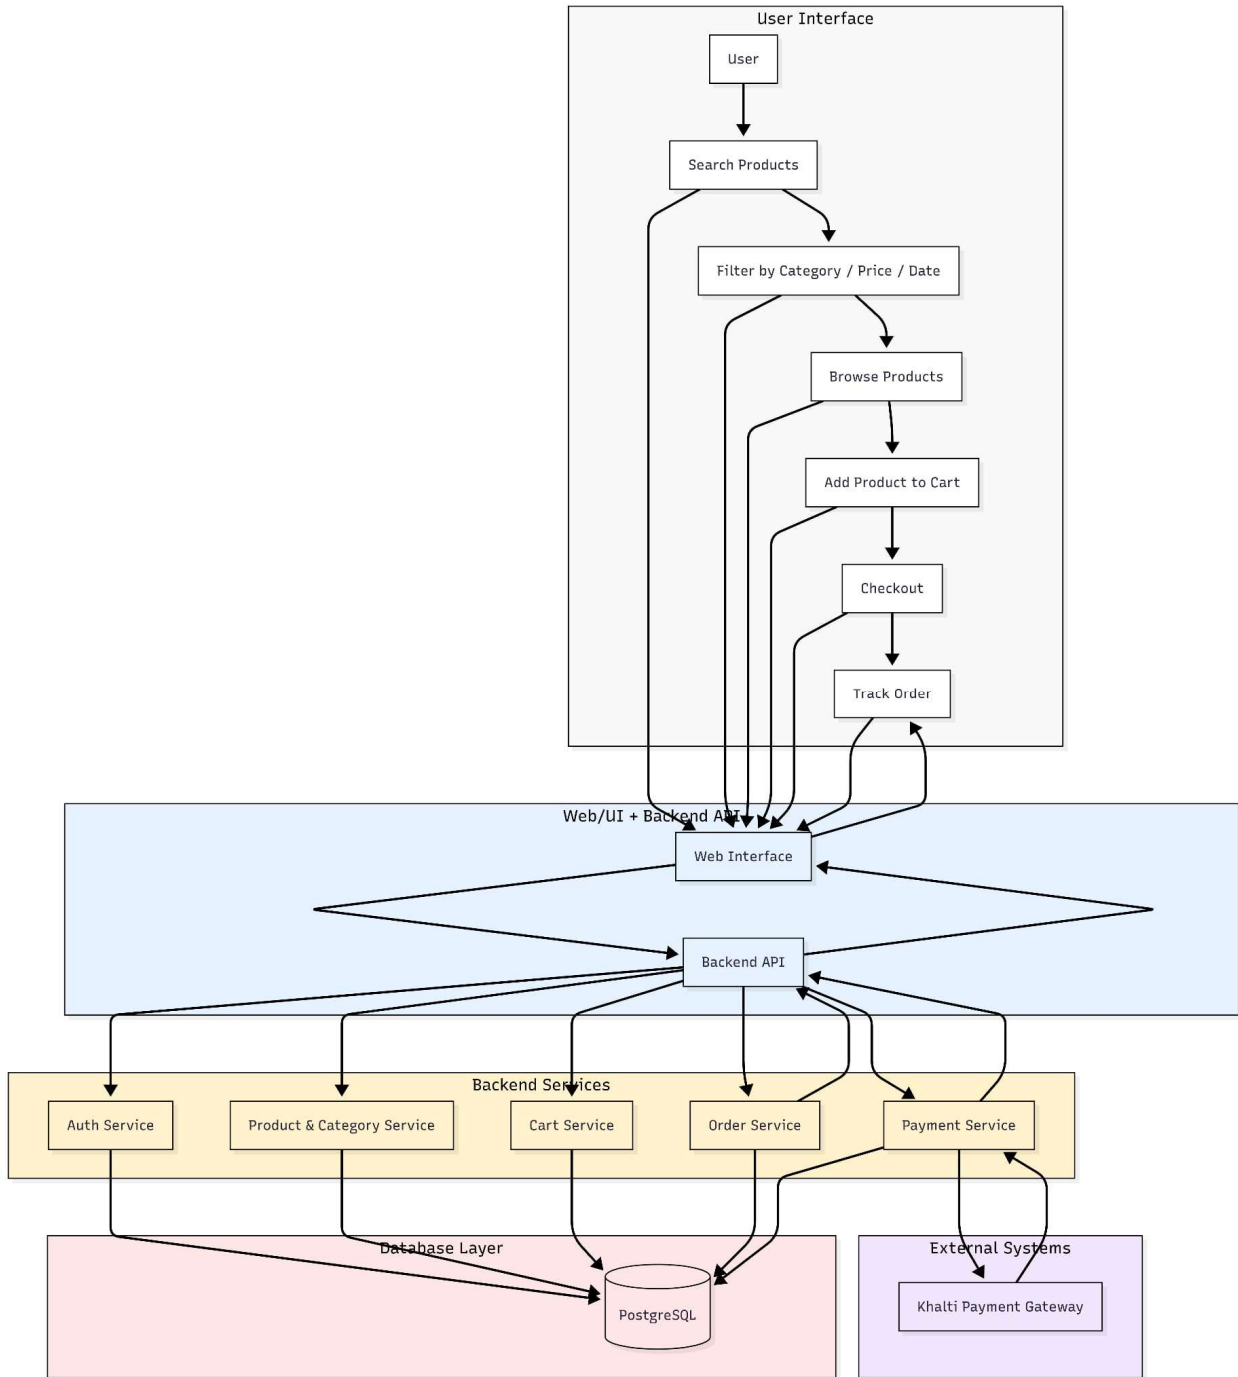 User Interface
User
Search Products
Filter by Category / Price / Date
Browse Products
Add Product to Cart
Checkout
Track Order
Web/UI + Backend API
Web Interface
Backend API
Backend Services
Auth Service
Product & Category Service
Cart Service
Order Service
Payment Service
Database Layer
PostgreSQL
External Systems
Khalti Payment Gateway